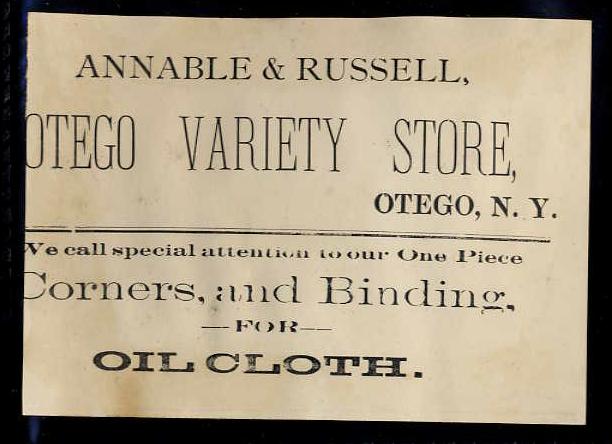 ANNABLE & RUSSELL,
OTEGO VARIETY STORE,
OTEGO, N. Y.
We call special attention to our One Piece
Corners, and Binding,
—FOR—
OIL CLOTH.